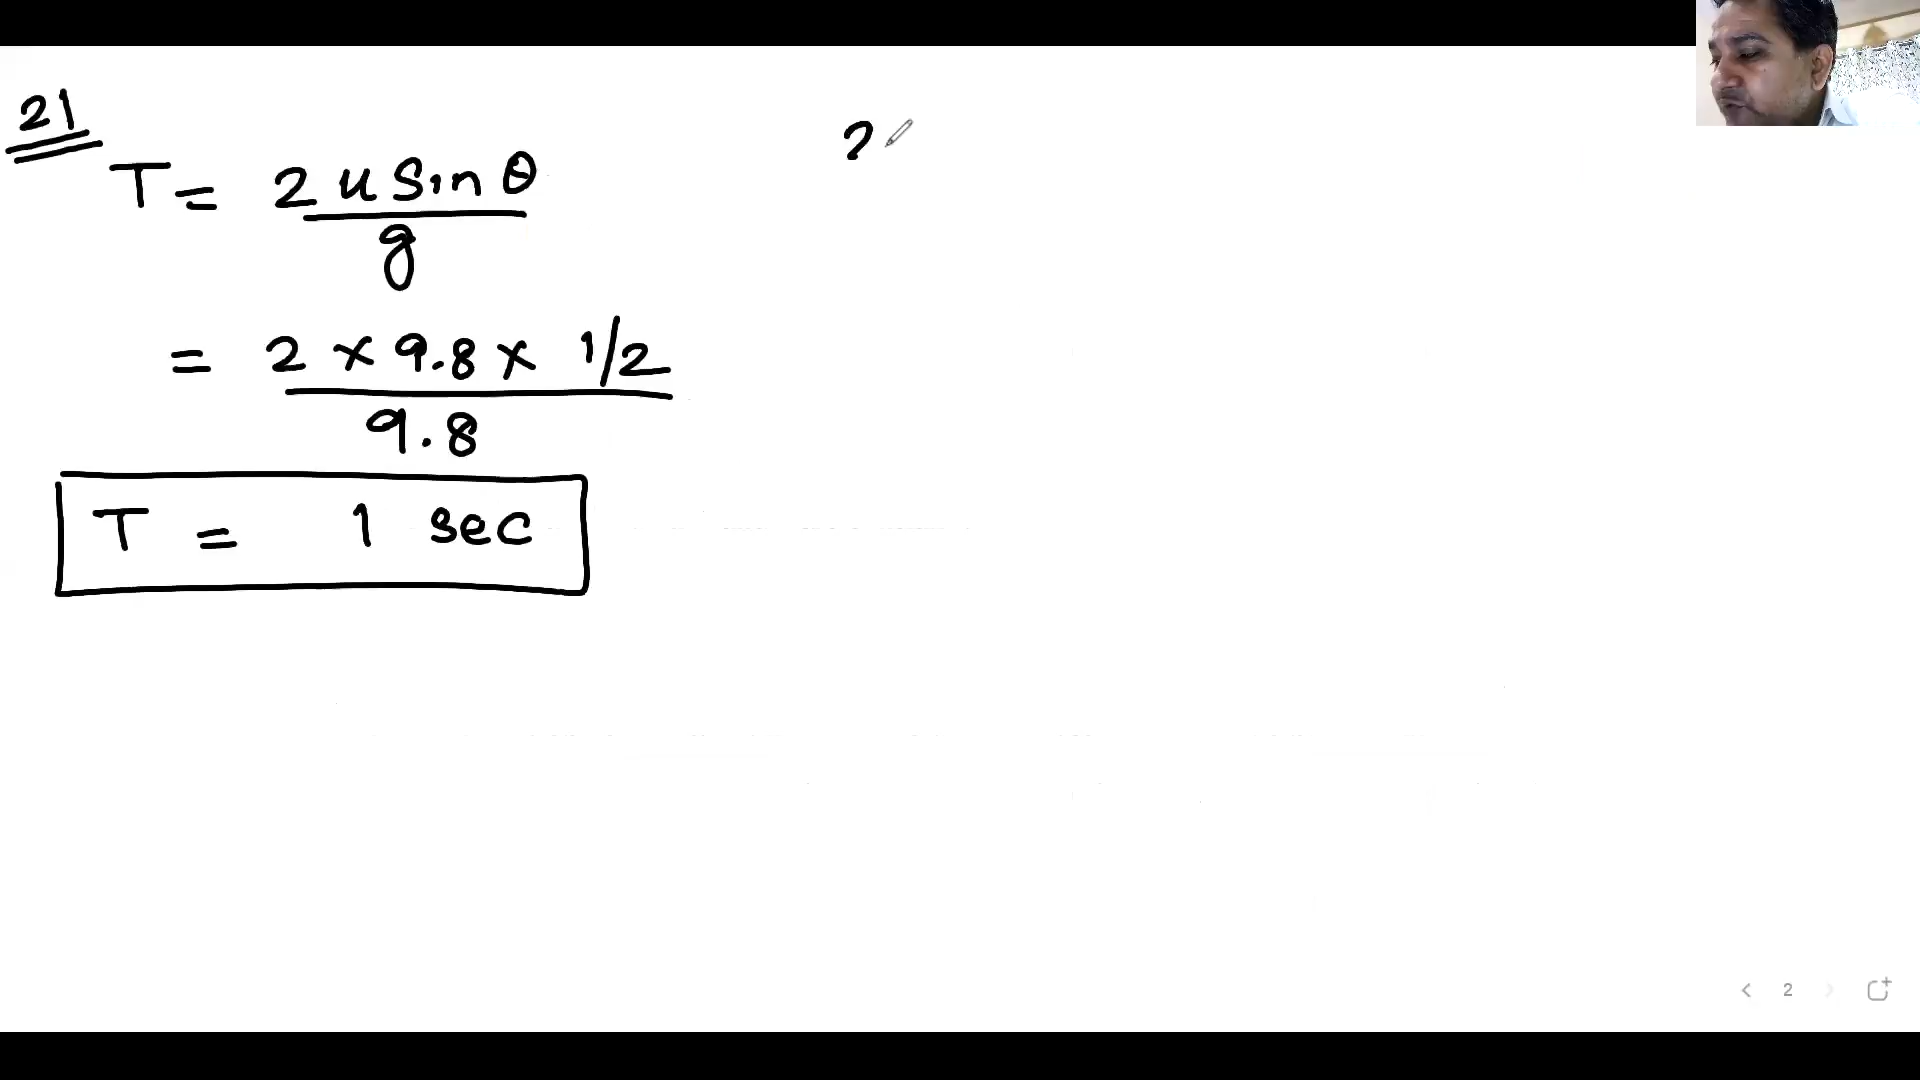 21
T = 2 u sin θ
g
= 2 × 9.8 × 1/2
9.8
T = 1 sec
2
2